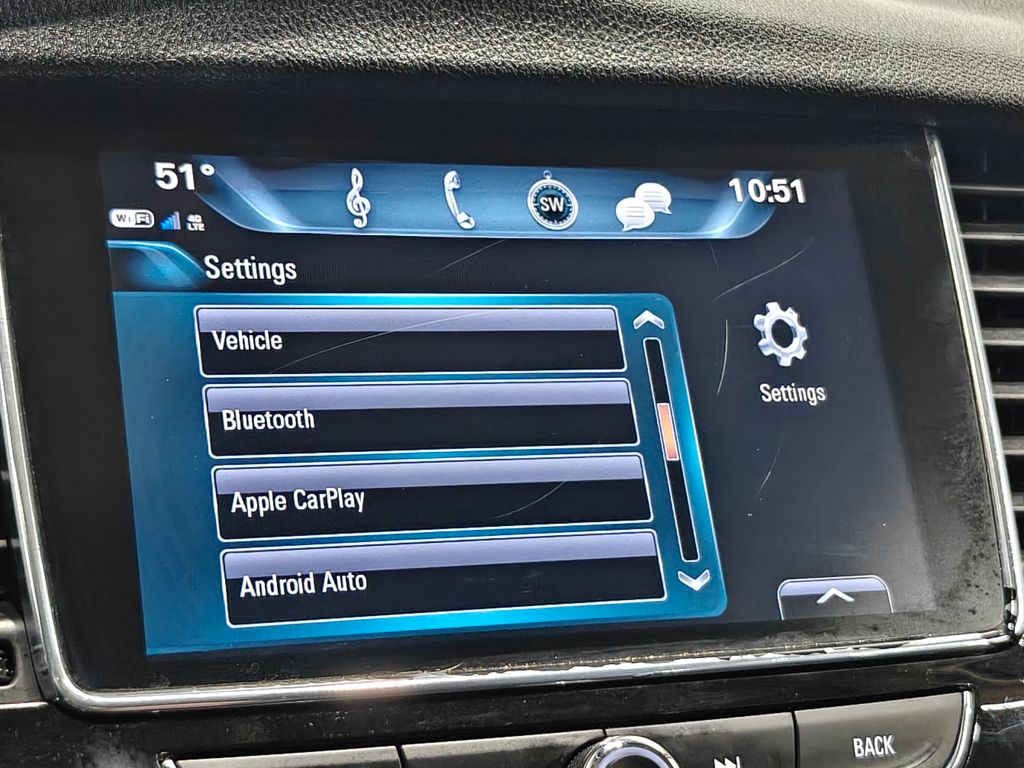 51°
SW
10:51
WiFi
4G
LTE
Settings
Vehicle
Bluetooth
Apple CarPlay
Android Auto
Settings
BACK